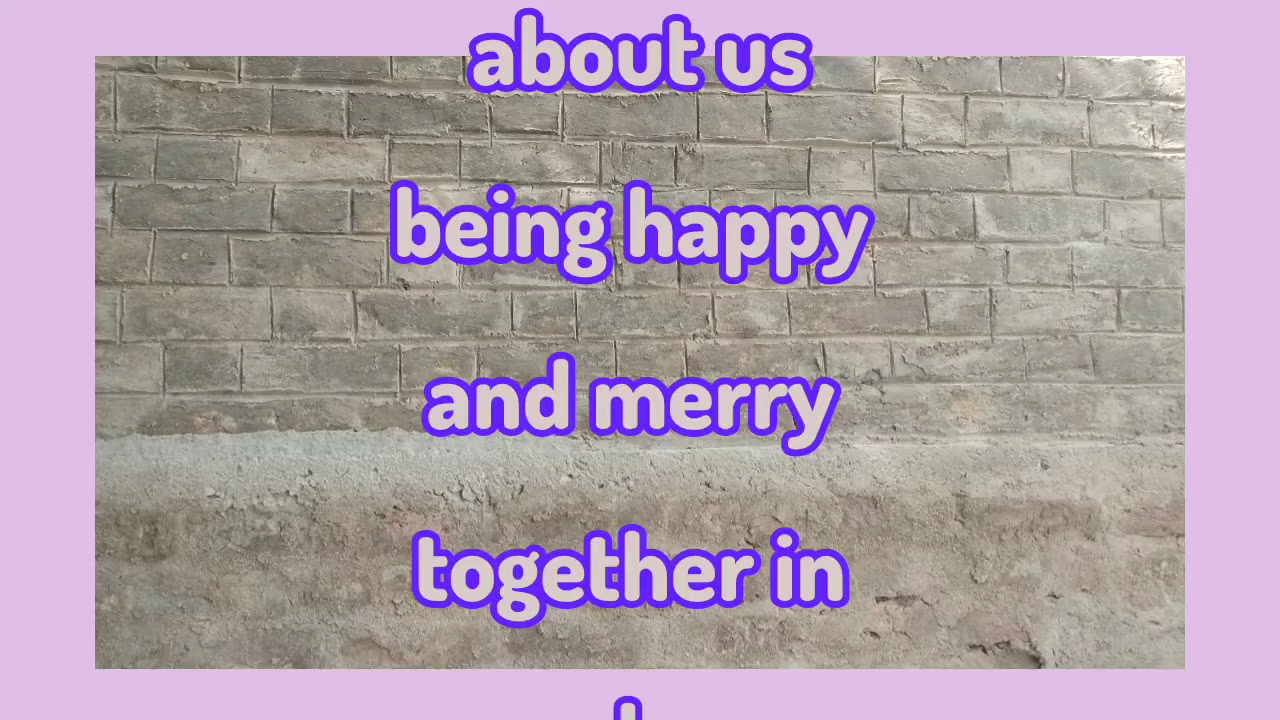 about us
being happy
and merry
together in